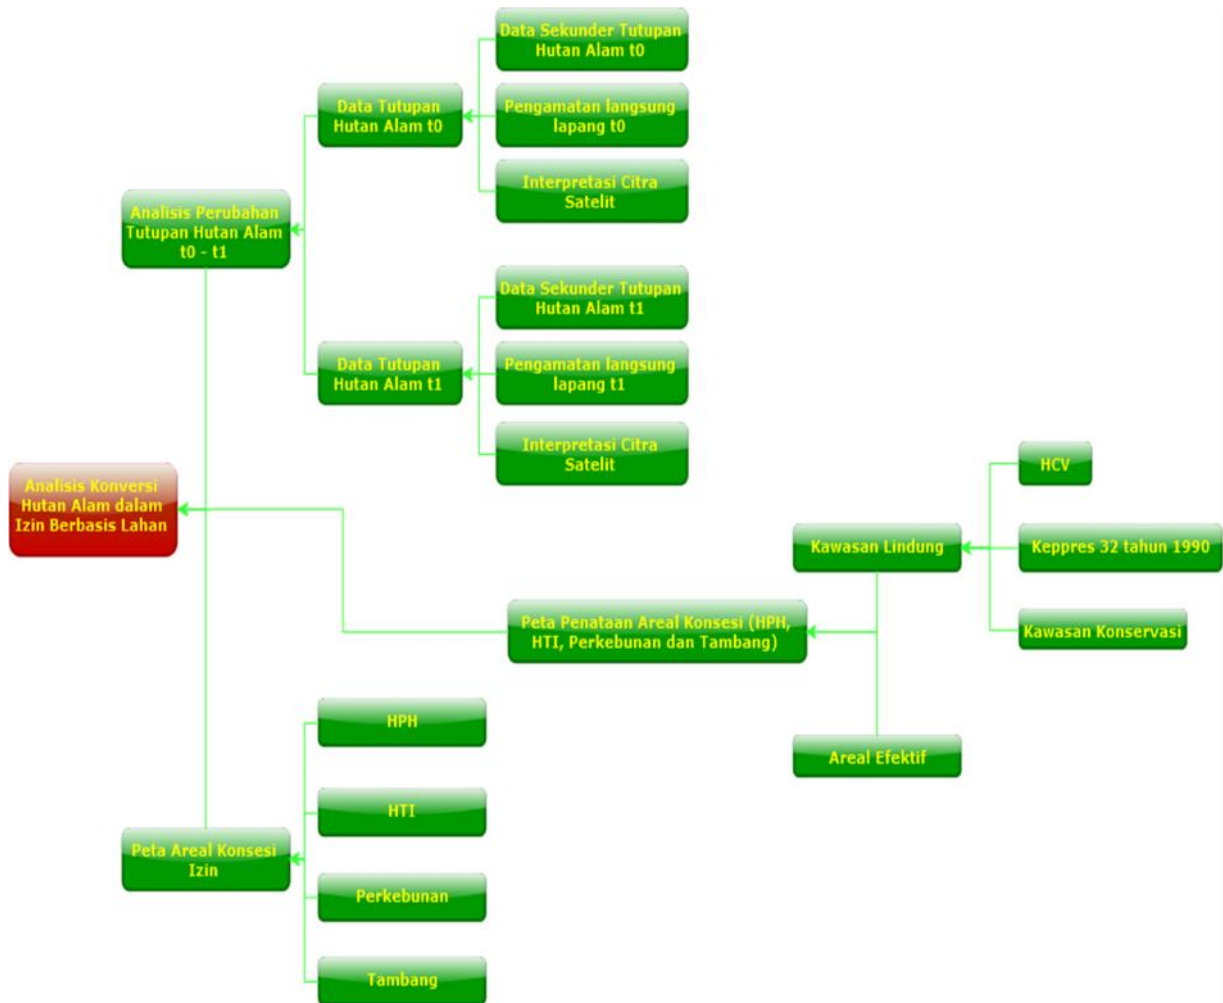 Data Sekunder Tutupan
Hutan Alam t0
Data Tutupan
Hutan Alam t0
Pengamatan langsung
lapang t0
Interpretasi Citra
Satelit
Analisis Perubahan
Tutupan Hutan Alam
t0 - t1
Data Sekunder Tutupan
Hutan Alam t1
Data Tutupan
Hutan Alam t1
Pengamatan langsung
lapang t1
Interpretasi Citra
Satelit
Analisis Konversi
Hutan Alam dalam
Izin Berbasis Lahan
HCV
Kawasan Lindung
Keppres 32 tahun 1990
Kawasan Konservasi
Peta Penataan Areal Konsesi (HPH,
HTI, Perkebunan dan Tambang)
Areal Efektif
HPH
HTI
Peta Areal Konsesi
Izin
Perkebunan
Tambang